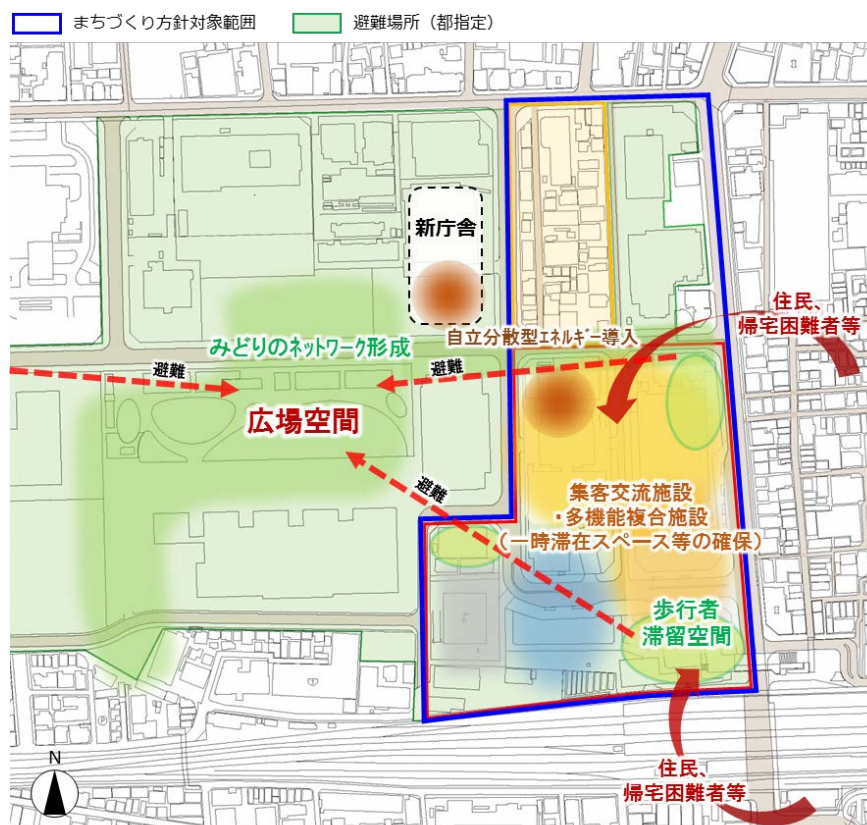 まちづくり方針対象範囲
避難場所（都指定）
新庁舎
住民、
帰宅困難者等
自立分散型エネルギー導入
みどりのネットワーク形成
避難
避難
広場空間
避難
集客交流施設
・多機能複合施設
（一時滞在スペース等の確保）
歩行者
滞留空間
住民、
帰宅困難者等
N